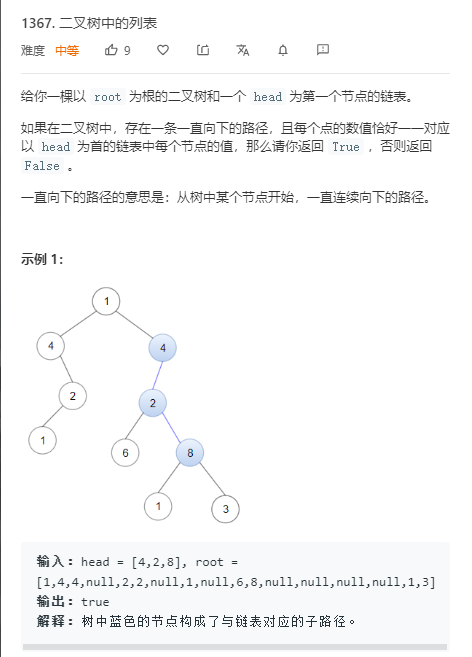 1367. 二叉树中的列表
难度 中等 9
给你一棵以 root 为根的二叉树和一个 head 为第一个节点的链表。
如果在二叉树中，存在一条一直向下的路径，且每个点的数值恰好一一对应
以 head 为首的链表中每个节点的值，那么请你返回 True ，否则返回
False 。
一直向下的路径的意思是：从树中某个节点开始，一直连续向下的路径。
示例 1：
1
4 4
2 2
1 6 8
1 3
输入：head = [4,2,8], root =
[1,4,4,null,2,2,null,1,null,6,8,null,null,null,null,1,3]
输出：true
解释：树中蓝色的节点构成了与链表对应的子路径。